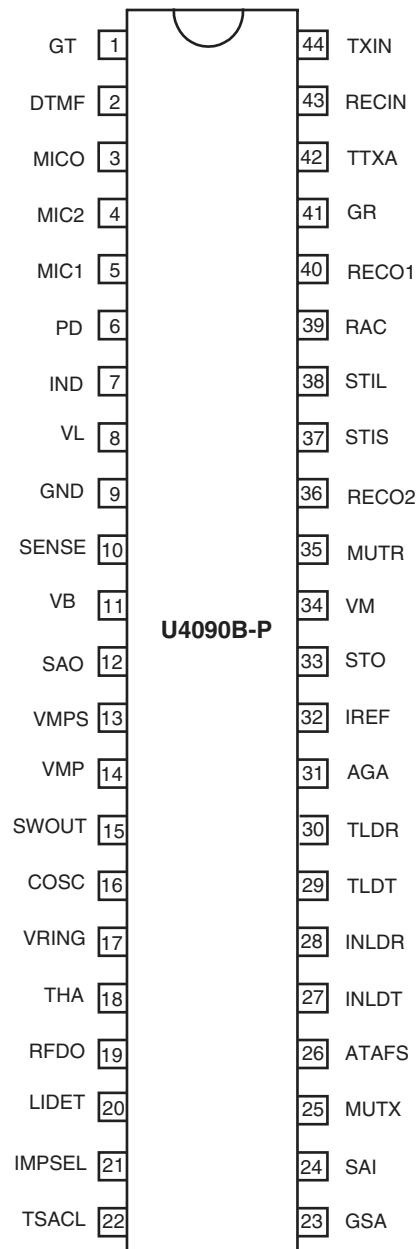 GT 1 44 TXIN
DTMF 2 43 RECIN
MICO 3 42 TTXA
MIC2 4 41 GR
MIC1 5 40 RECO1
PD 6 39 RAC
IND 7 38 STIL
VL 8 37 STIS
GND 9 36 RECO2
SENSE 10 35 MUTR
VB 11 34 VM
U4090B-P
SAO 12 33 STO
VMPS 13 32 IREF
VMP 14 31 AGA
SWOUT 15 30 TLDR
COSC 16 29 TLDT
VRING 17 28 INLDR
THA 18 27 INLDT
RFDO 19 26 ATAFS
LIDET 20 25 MUTX
IMPSEL 21 24 SAI
TSACL 22 23 GSA